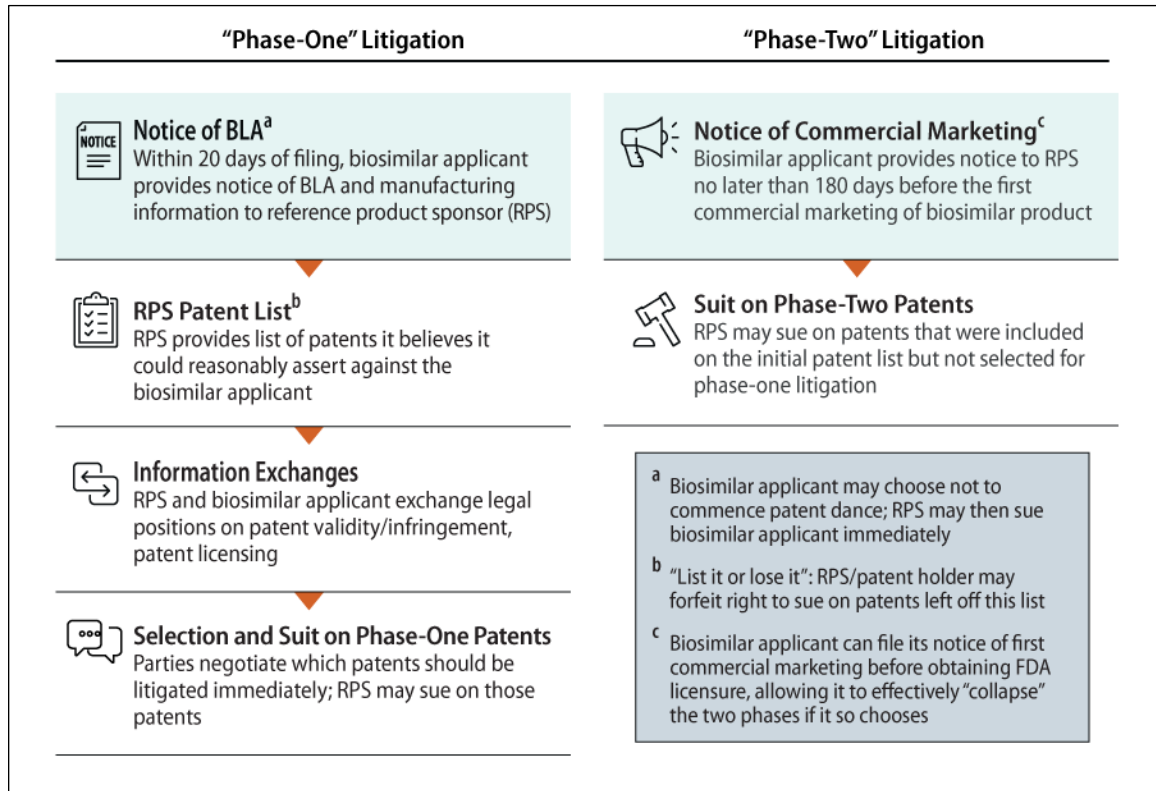 “Phase-One” Litigation
“Phase-Two” Litigation
NOTICE
Notice of BLAᵃ
Within 20 days of filing, biosimilar applicant
provides notice of BLA and manufacturing
information to reference product sponsor (RPS)
RPS Patent Listᵇ
RPS provides list of patents it believes it
could reasonably assert against the
biosimilar applicant
Information Exchanges
RPS and biosimilar applicant exchange legal
positions on patent validity/infringement,
patent licensing
Selection and Suit on Phase-One Patents
Parties negotiate which patents should be
litigated immediately; RPS may sue on those
patents
Notice of Commercial Marketingᶜ
Biosimilar applicant provides notice to RPS
no later than 180 days before the first
commercial marketing of biosimilar product
Suit on Phase-Two Patents
RPS may sue on patents that were included
on the initial patent list but not selected for
phase-one litigation
ᵃ Biosimilar applicant may choose not to
commence patent dance; RPS may then sue
biosimilar applicant immediately
ᵇ “List it or lose it”: RPS/patent holder may
forfeit right to sue on patents left off this list
ᶜ Biosimilar applicant can file its notice of first
commercial marketing before obtaining FDA
licensure, allowing it to effectively “collapse”
the two phases if it so chooses